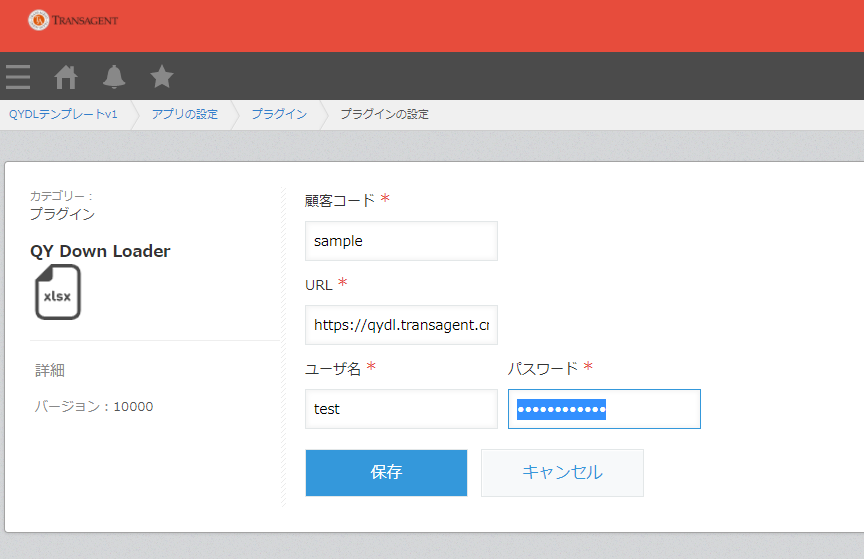 TRANSAGENT
QYDLテンプレートv1 アプリの設定 プラグイン プラグインの設定
カテゴリー：
プラグイン
QY Down Loader
xlsx
詳細
バージョン：10000
顧客コード *
sample
URL *
https://qydl.transagent.cr
ユーザ名 * パスワード *
test ••••••••••••
保存 キャンセル